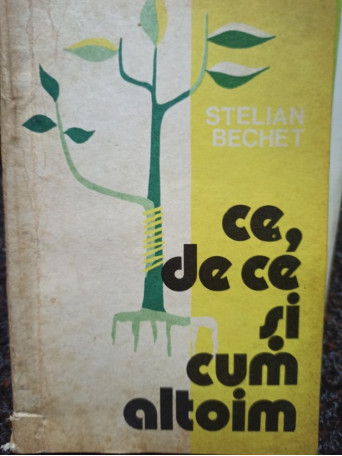 STELIAN
BECHET
ce,
de ce
și
cum
altoim